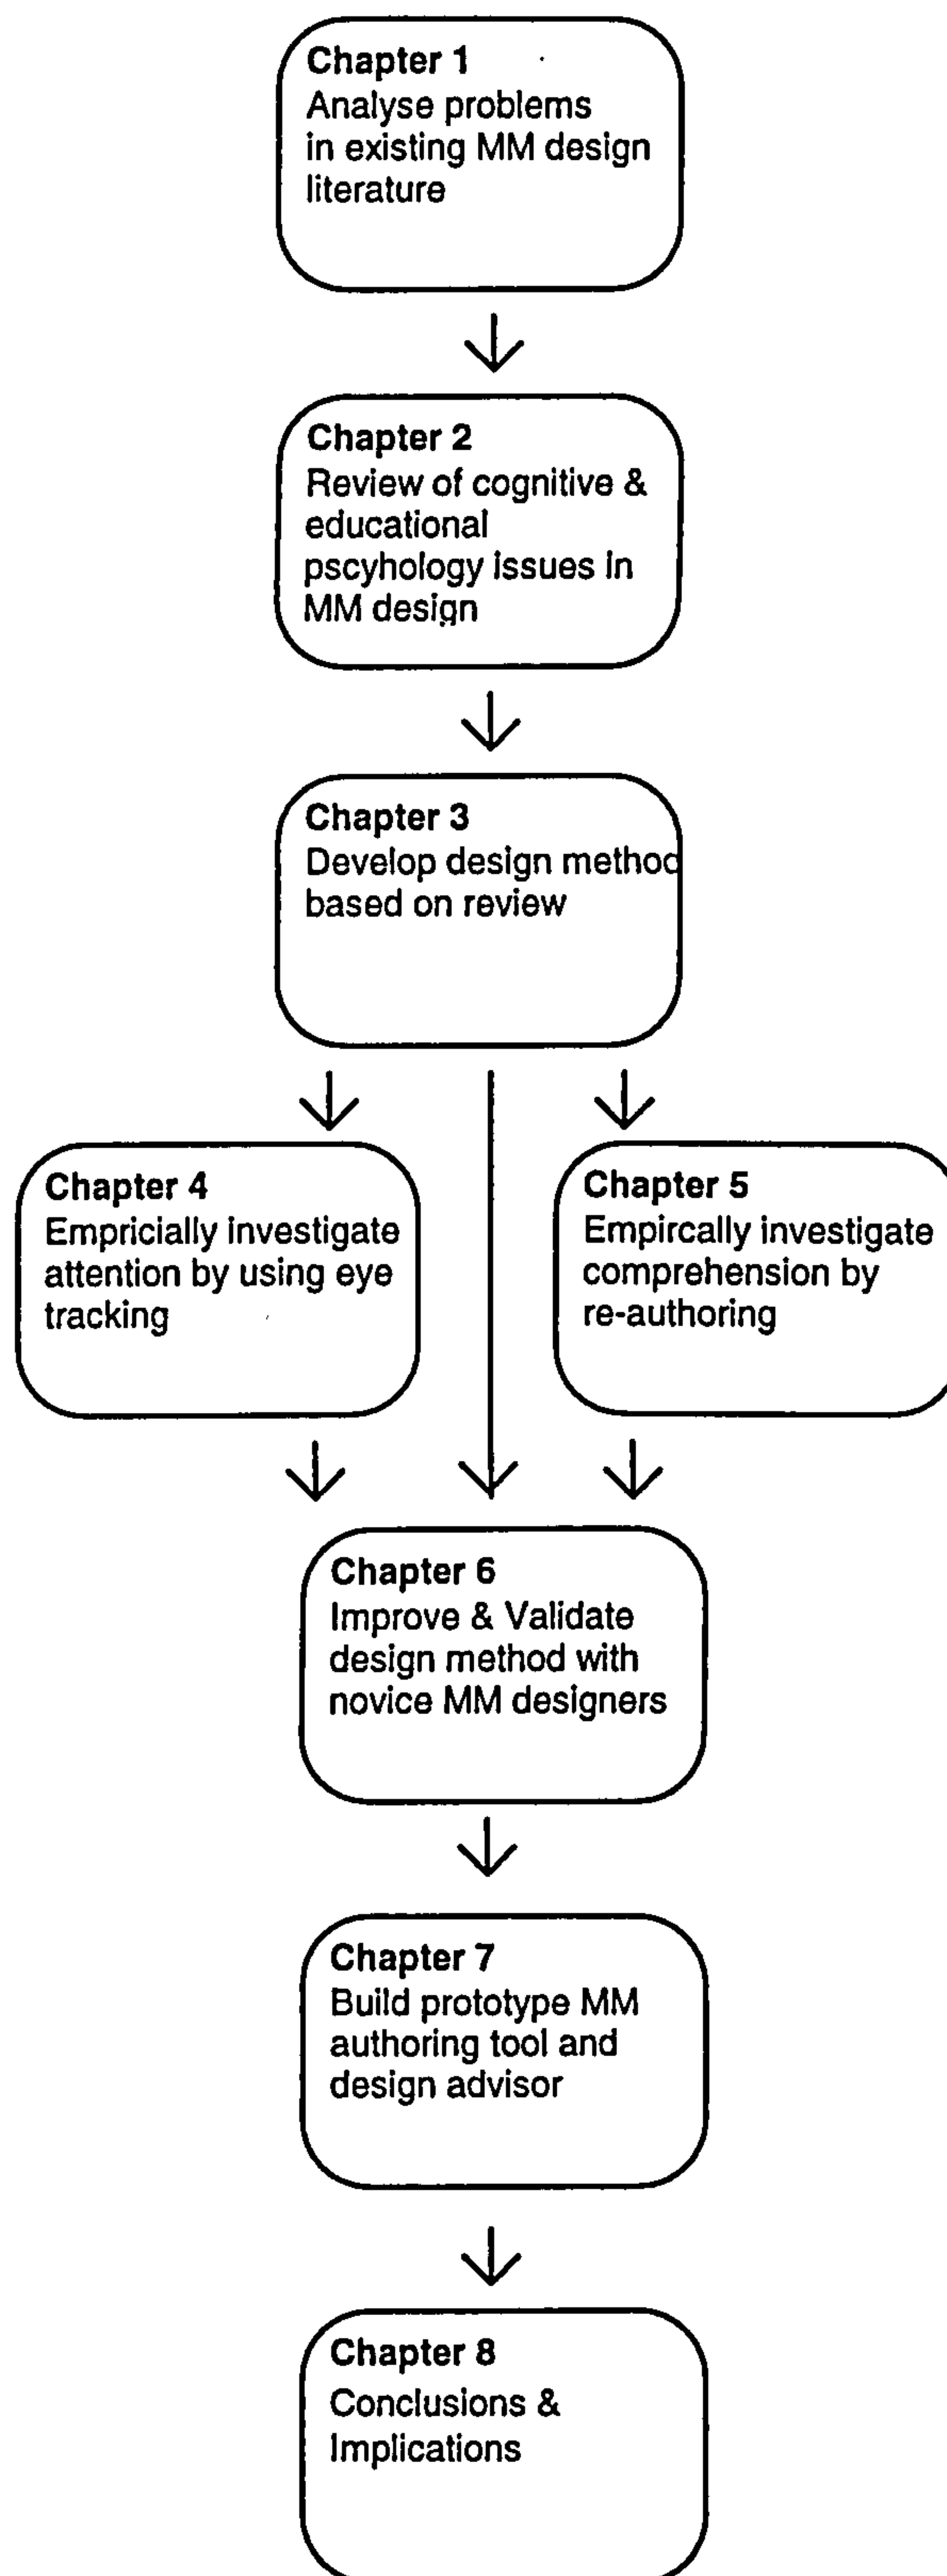 Chapter 1
Analyse problems
in existing MM design
literature
Chapter 2
Review of cognitive &
educational
pscyhology issues in
MM design
Chapter 3
Develop design method
based on review
Chapter 4
Empricially investigate
attention by using eye
tracking
Chapter 5
Empircally investigate
comprehension by
re-authoring
Chapter 6
Improve & Validate
design method with
novice MM designers
Chapter 7
Build prototype MM
authoring tool and
design advisor
Chapter 8
Conclusions &
Implications